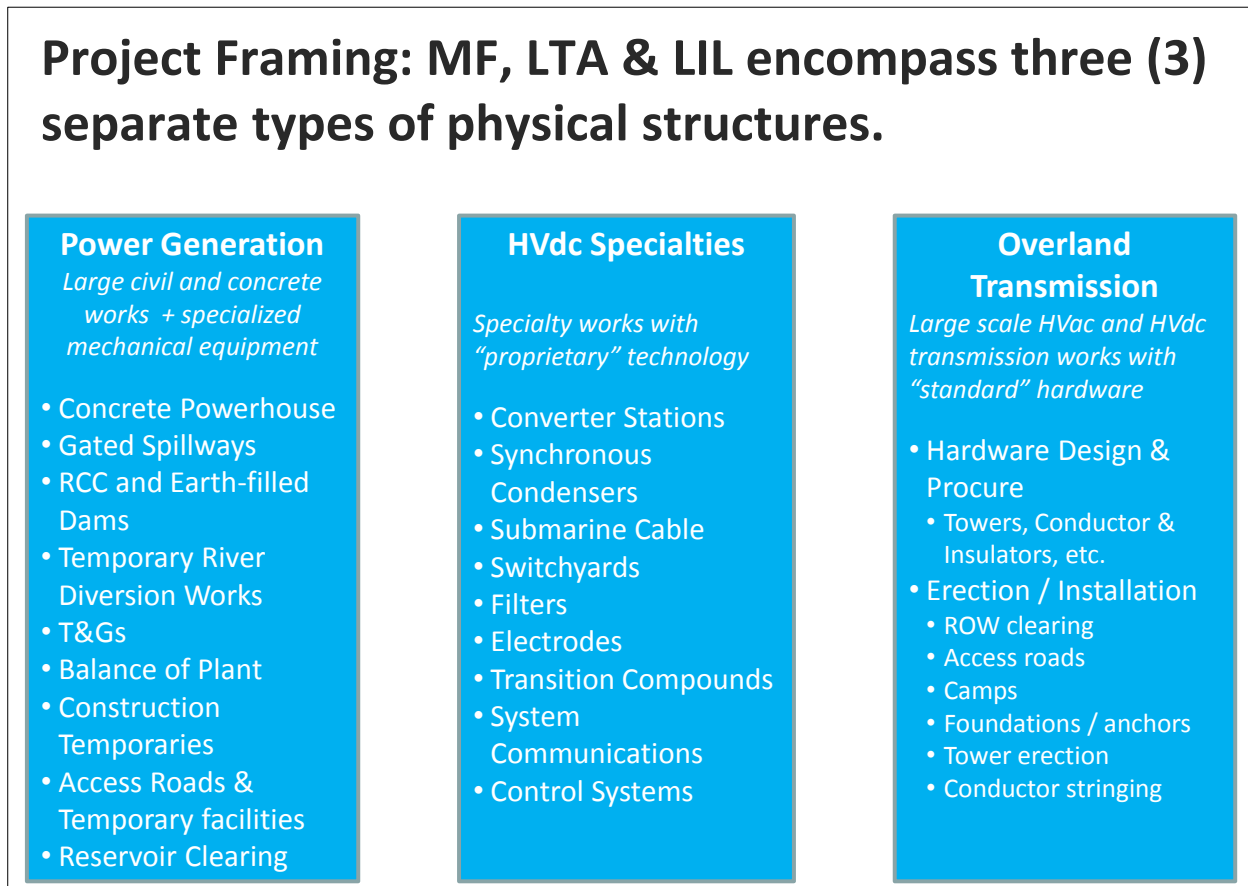 Project Framing: MF, LTA & LIL encompass three (3)
separate types of physical structures.
Power Generation
Large civil and concrete
works + specialized
mechanical equipment
• Concrete Powerhouse
• Gated Spillways
• RCC and Earth-filled
Dams
• Temporary River
Diversion Works
• T&Gs
• Balance of Plant
• Construction
Temporaries
• Access Roads &
Temporary facilities
• Reservoir Clearing
HVdc Specialties
Specialty works with
“proprietary” technology
• Converter Stations
• Synchronous
Condensers
• Submarine Cable
• Switchyards
• Filters
• Electrodes
• Transition Compounds
• System
Communications
• Control Systems
Overland
Transmission
Large scale HVac and HVdc
transmission works with
“standard” hardware
• Hardware Design &
Procure
• Towers, Conductor &
Insulators, etc.
• Erection / Installation
• ROW clearing
• Access roads
• Camps
• Foundations / anchors
• Tower erection
• Conductor stringing